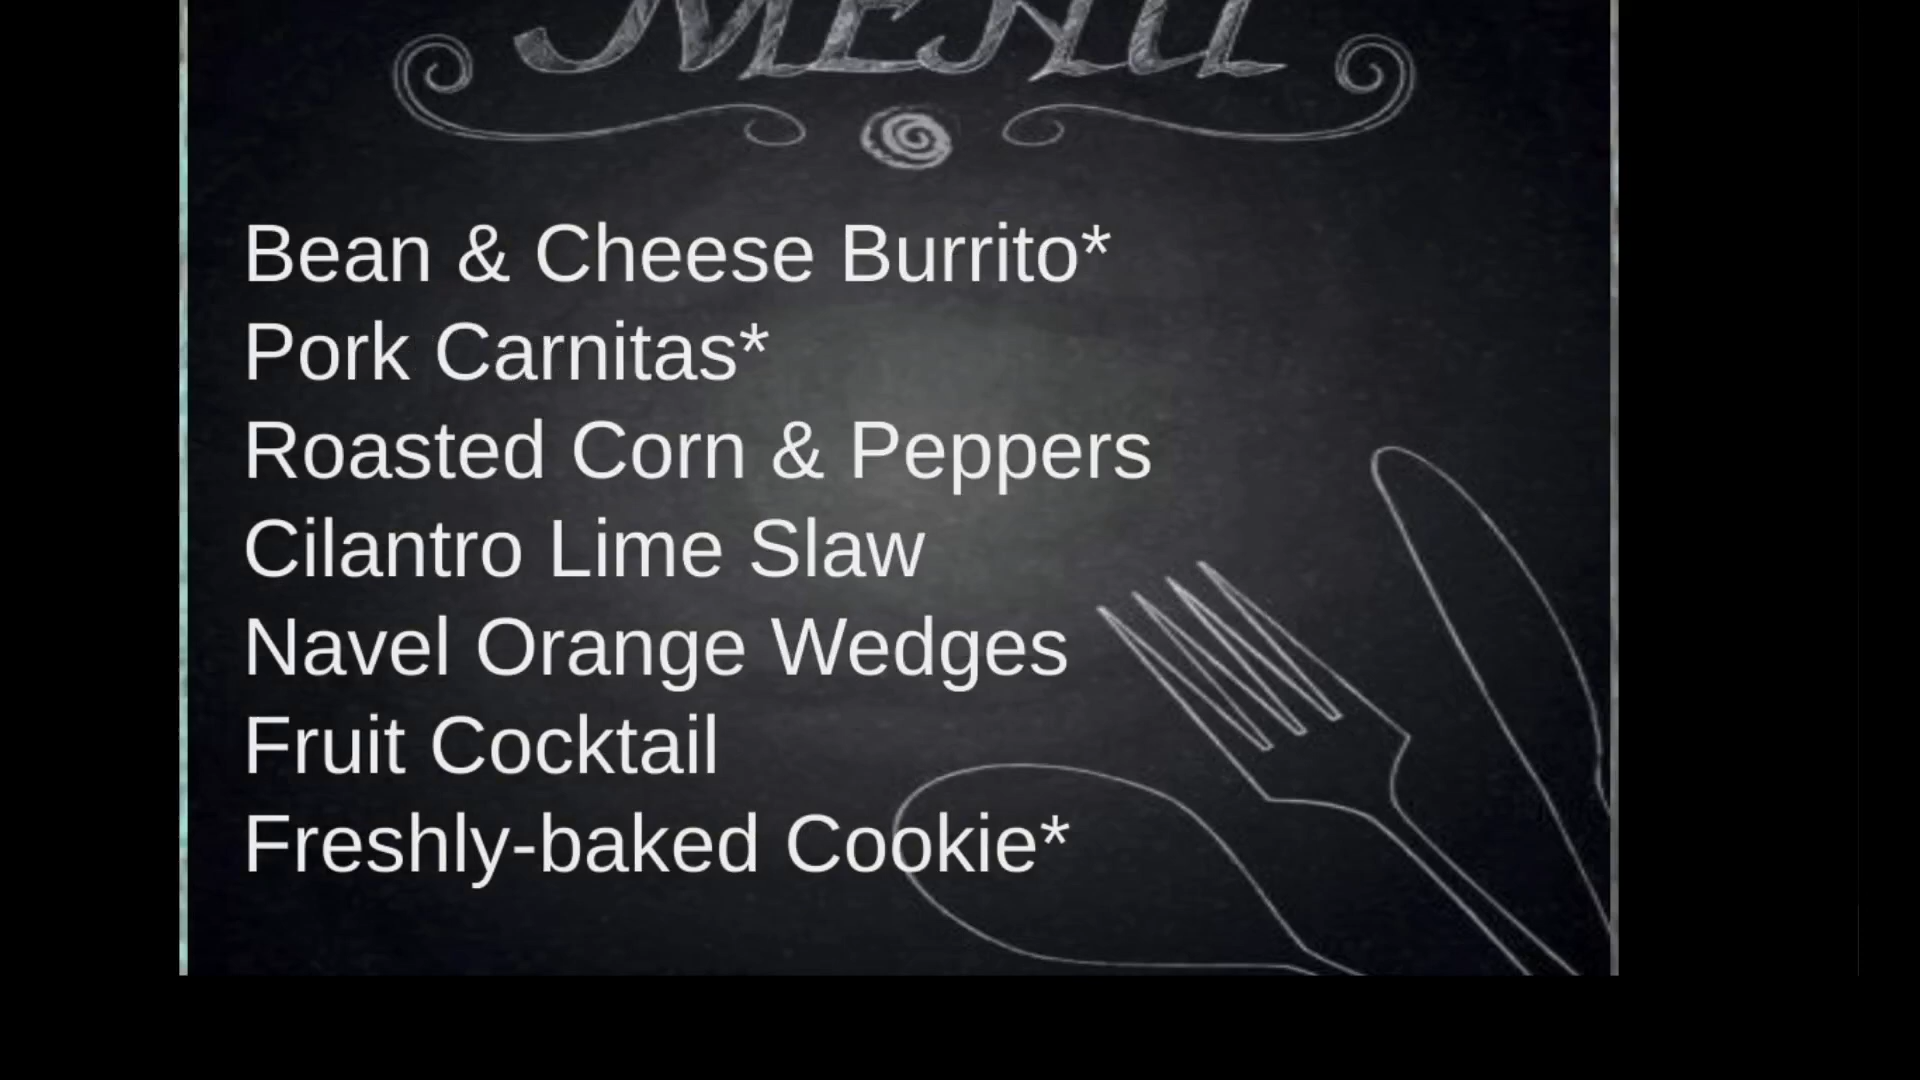 MENU
Bean & Cheese Burrito*
Pork Carnitas*
Roasted Corn & Peppers
Cilantro Lime Slaw
Navel Orange Wedges
Fruit Cocktail
Freshly-baked Cookie*